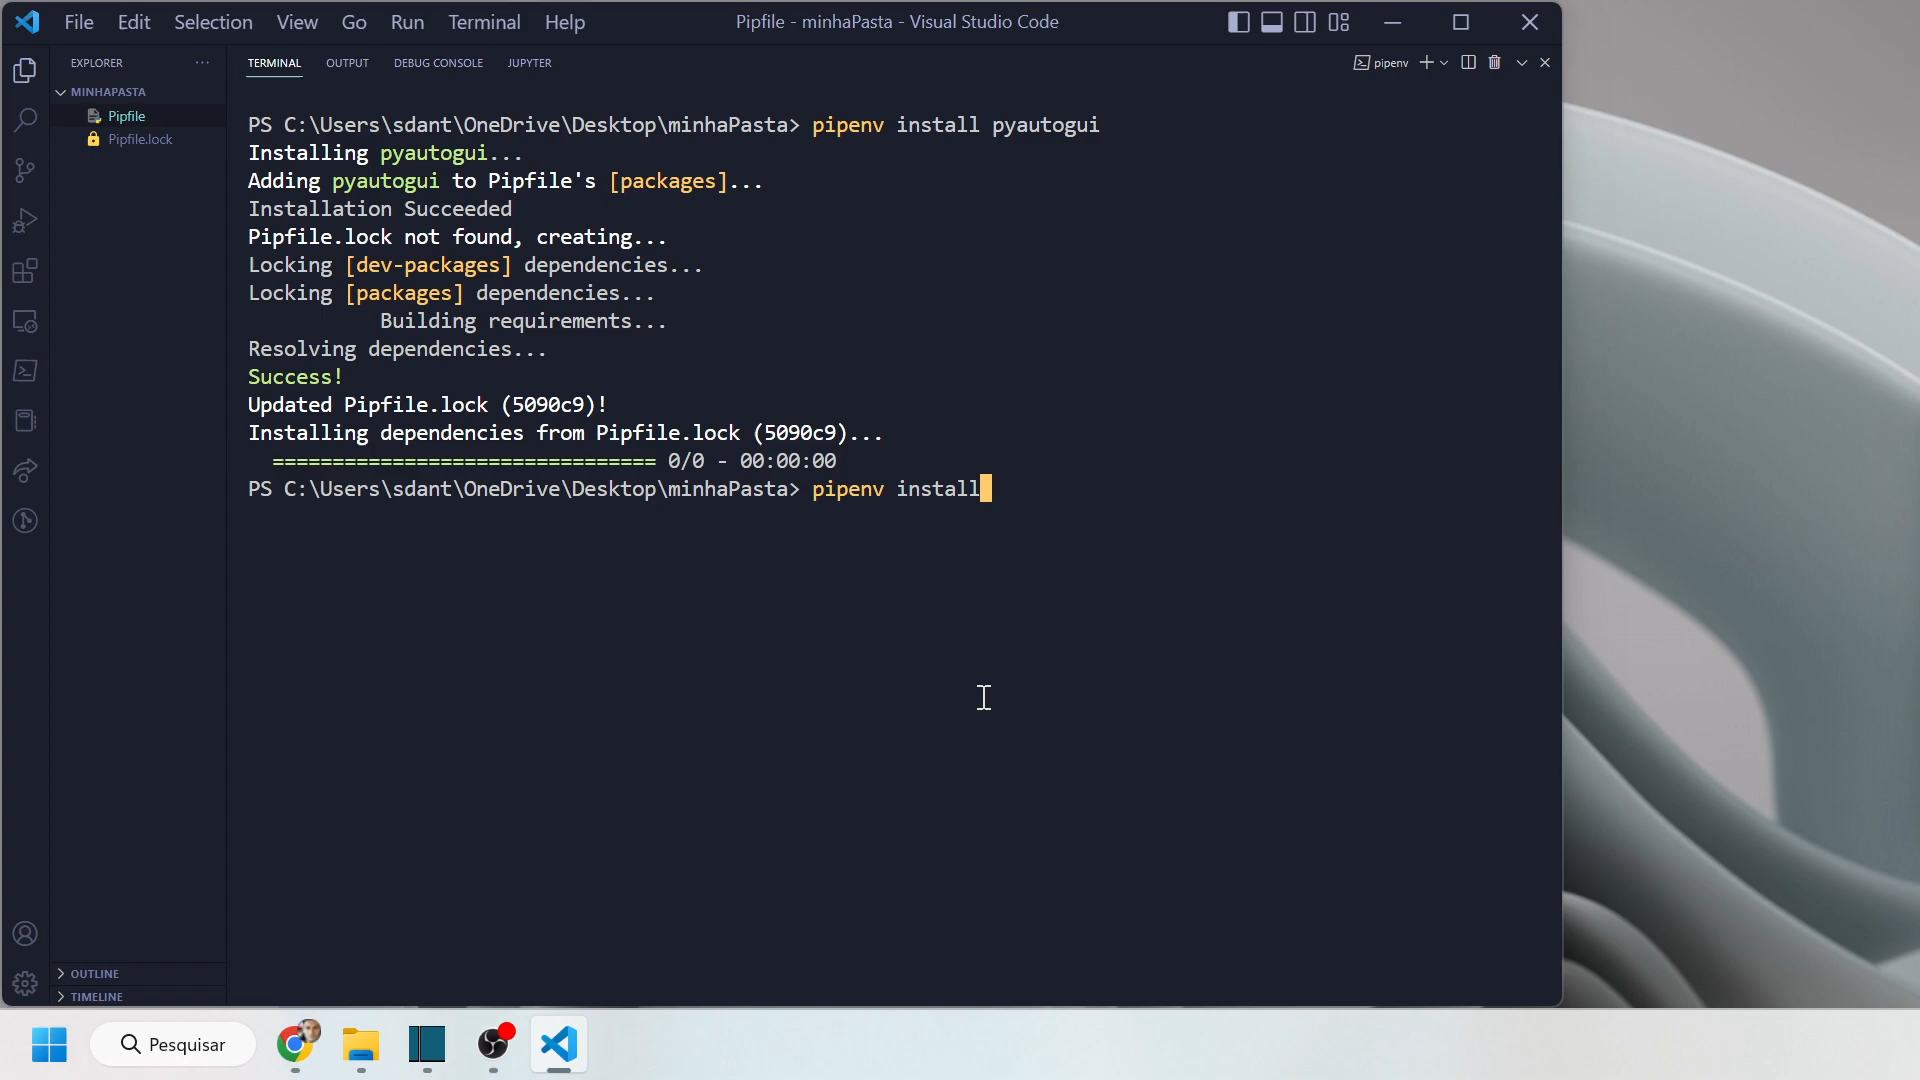 File Edit Selection View Go Run Terminal Help
Pipfile - minhaPasta - Visual Studio Code
EXPLORER
MINHAPASTA
Pipfile
Pipfile.lock
OUTLINE
TIMELINE
TERMINAL OUTPUT DEBUG CONSOLE JUPYTER
pipenv
PS C:\Users\sdant\OneDrive\Desktop\minhaPasta> pipenv install pyautogui
Installing pyautogui...
Adding pyautogui to Pipfile's [packages]...
Installation Succeeded
Pipfile.lock not found, creating...
Locking [dev-packages] dependencies...
Locking [packages] dependencies...
Building requirements...
Resolving dependencies...
Success!
Updated Pipfile.lock (5090c9)!
Installing dependencies from Pipfile.lock (5090c9)...
================================ 0/0 - 00:00:00
PS C:\Users\sdant\OneDrive\Desktop\minhaPasta> pipenv install
Pesquisar